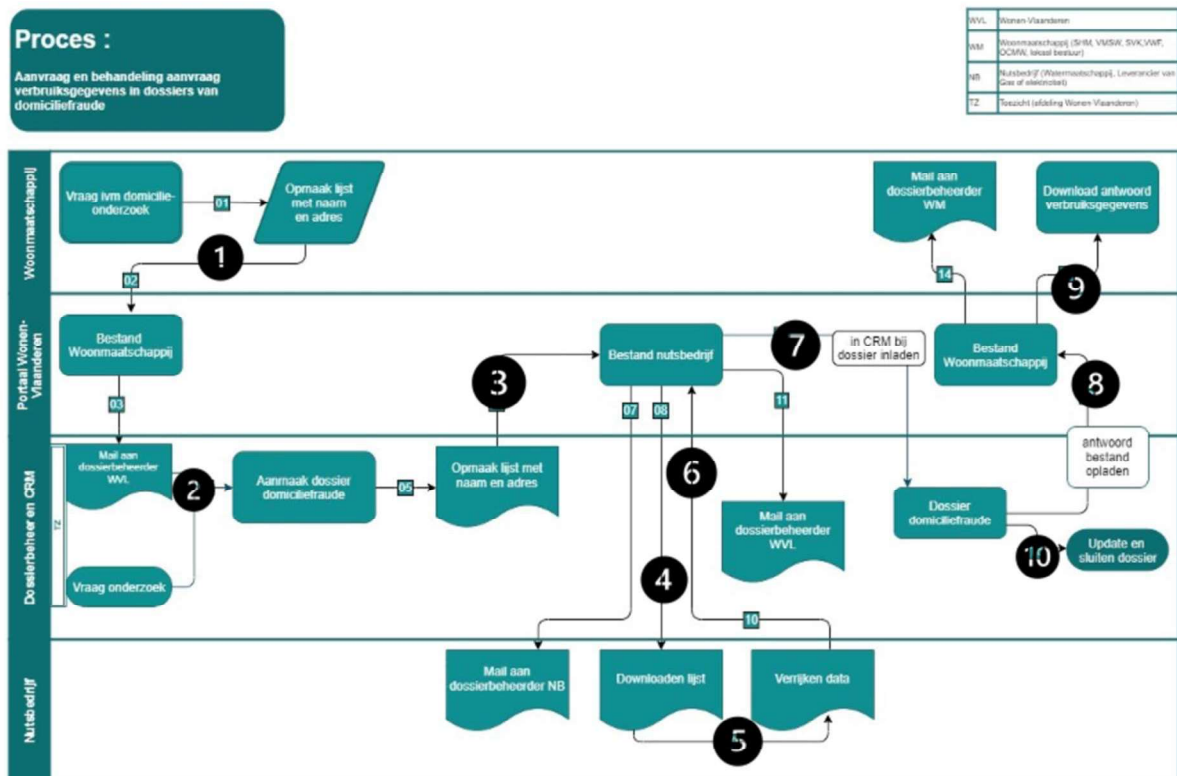 Proces :
Aanvraag en behandeling aanvraag
verbruiksgegevens in dossiers van
domiciliefraude
WVL Wonen-Vlaanderen
WM Woonmaatschappij (SHM, VMSW, SVK,VWF,
OCMW, lokaal bestuur)
NB Nutsbedrijf (Watermaatschappij, Leverancier van
Gas of elektriciteit)
TZ Toezicht (afdeling Wonen Vlaanderen)
Woonmaatschappij
Vraag ivm domicilie-
onderzoek
01
Opmaak lijst
met naam
en adres
1
02
Mail aan
dossierbeheerder
WM
Download antwoord
verbruiksgegevens
14
9
Portaal Wonen-
Vlaanderen
Bestand
Woonmaatschappij
03
3
Bestand nutsbedrijf
07
08
6
7
11
in CRM bij
dossier inladen
Bestand
Woonmaatschappij
8
Dossierbeheer en CRM
TZ
Mail aan
dossierbeheerder
WVL
2
Vraag onderzoek
Aanmaak dossier
domiciliefraude
05
Opmaak lijst met
naam en adres
4
Mail aan
dossierbeheerder
WVL
10
Dossier
domiciliefraude
antwoord
bestand
opladen
10
Update en
sluiten dossier
Nutsbedrijf
Mail aan
dossierbeheerder NB
Downloaden lijst
5
Verrijken data